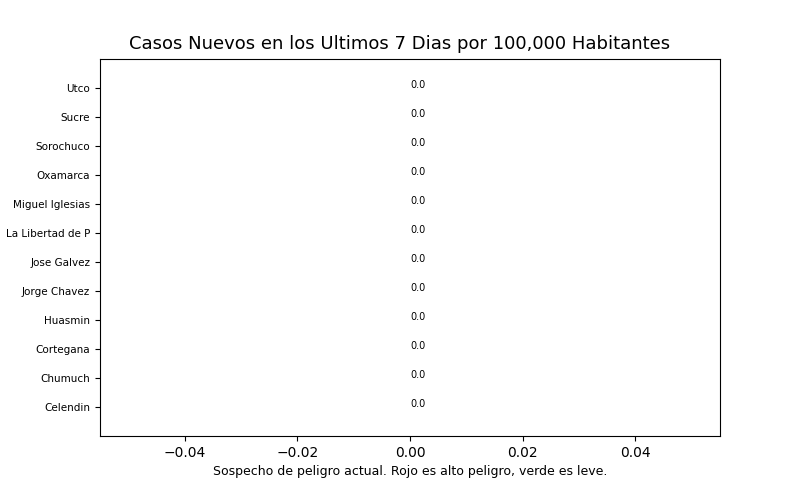 Casos Nuevos en los Ultimos 7 Dias por 100,000 Habitantes
Utco 0.0
Sucre 0.0
Sorochuco 0.0
Oxamarca 0.0
Miguel Iglesias 0.0
La Libertad de P 0.0
Jose Galvez 0.0
Jorge Chavez 0.0
Huasmin 0.0
Cortegana 0.0
Chumuch 0.0
Celendin 0.0
−0.04 −0.02 0.00 0.02 0.04
Sospecho de peligro actual. Rojo es alto peligro, verde es leve.